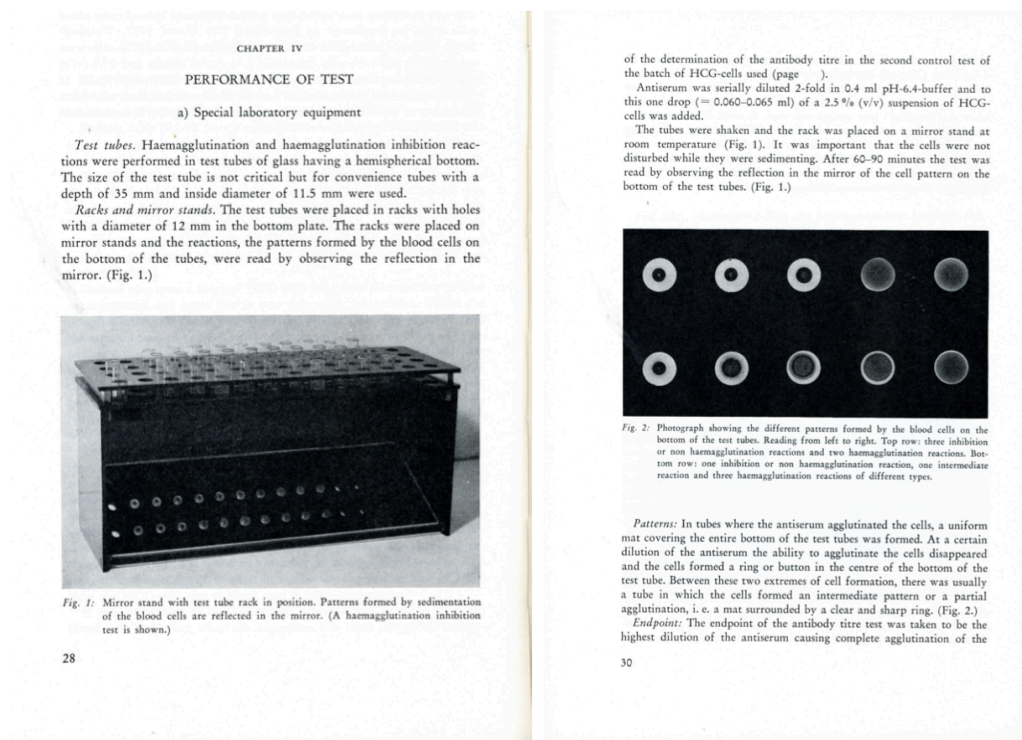 CHAPTER IV
PERFORMANCE OF TEST
a) Special laboratory equipment
Test tubes. Haemagglutination and haemagglutination inhibition reac-
tions were performed in test tubes of glass having a hemispherical bottom.
The size of the test tube is not critical but for convenience tubes with a
depth of 35 mm and inside diameter of 11.5 mm were used.
Racks and mirror stands. The test tubes were placed in racks with holes
with a diameter of 12 mm in the bottom plate. The racks were placed on
mirror stands and the reactions, the patterns formed by the blood cells on
the bottom of the tubes, were read by observing the reflection in the
mirror. (Fig. 1.)
Fig. 1: Mirror stand with test tube rack in position. Patterns formed by sedimentation
of the blood cells are reflected in the mirror. (A haemagglutination inhibition
test is shown.)
28
of the determination of the antibody titre in the second control test of
the batch of HCG-cells used (page ).
Antiserum was serially diluted 2-fold in 0.4 ml pH-6.4-buffer and to
this one drop (= 0.060–0.065 ml) of a 2.5 % (v/v) suspension of HCG-
cells was added.
The tubes were shaken and the rack was placed on a mirror stand at
room temperature (Fig. 1). It was important that the cells were not
disturbed while they were sedimenting. After 60–90 minutes the test was
read by observing the reflection in the mirror of the cell pattern on the
bottom of the test tubes. (Fig. 1.)
Fig. 2: Photograph showing the different patterns formed by the blood cells on the
bottom of the test tubes. Reading from left to right. Top row: three inhibition
or non haemagglutination reactions and two haemagglutination reactions. Bot-
tom row: one inhibition or non haemagglutination reaction, one intermediate
reaction and three haemagglutination reactions of different types.
Patterns: In tubes where the antiserum agglutinated the cells, a uniform
mat covering the entire bottom of the test tubes was formed. At a certain
dilution of the antiserum the ability to agglutinate the cells disappeared
and the cells formed a ring or button in the centre of the bottom of the
test tube. Between these two extremes of cell formation, there was usually
a tube in which the cells formed an intermediate pattern or a partial
agglutination, i. e. a mat surrounded by a clear and sharp ring. (Fig. 2.)
Endpoint: The endpoint of the antibody titre test was taken to be the
highest dilution of the antiserum causing complete agglutination of the
30